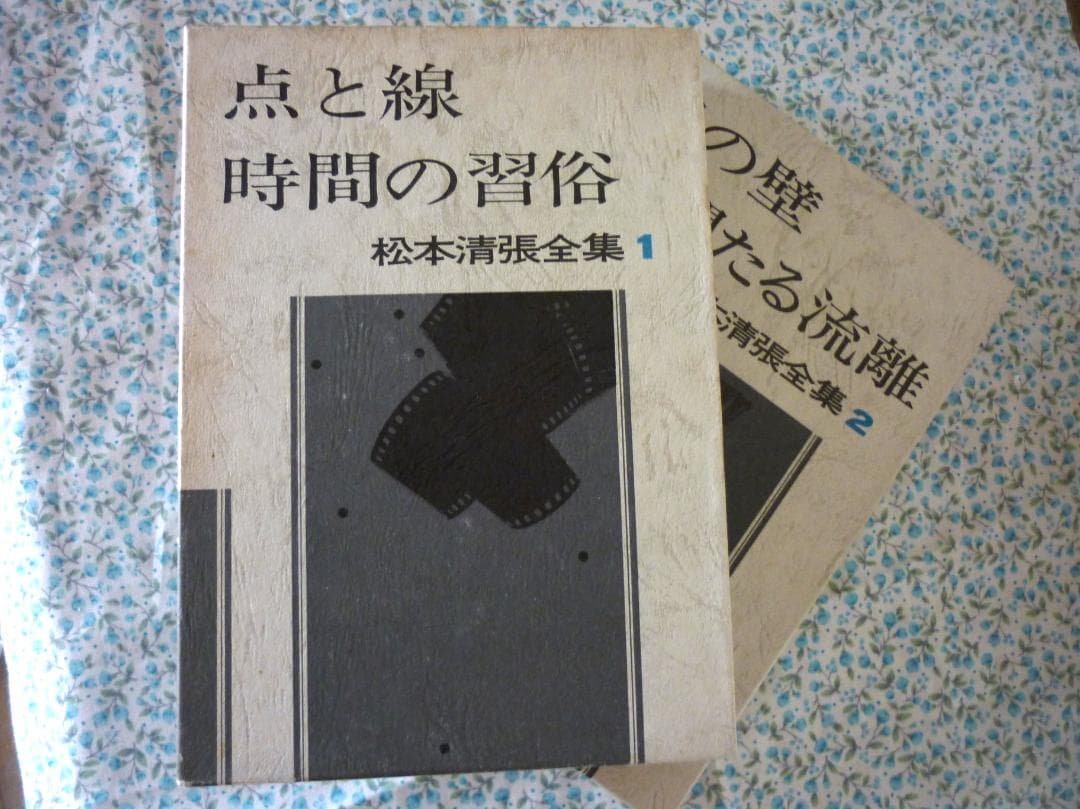 点と線
時間の習俗
松本清張全集1
の壁
たる流離
清張全集2